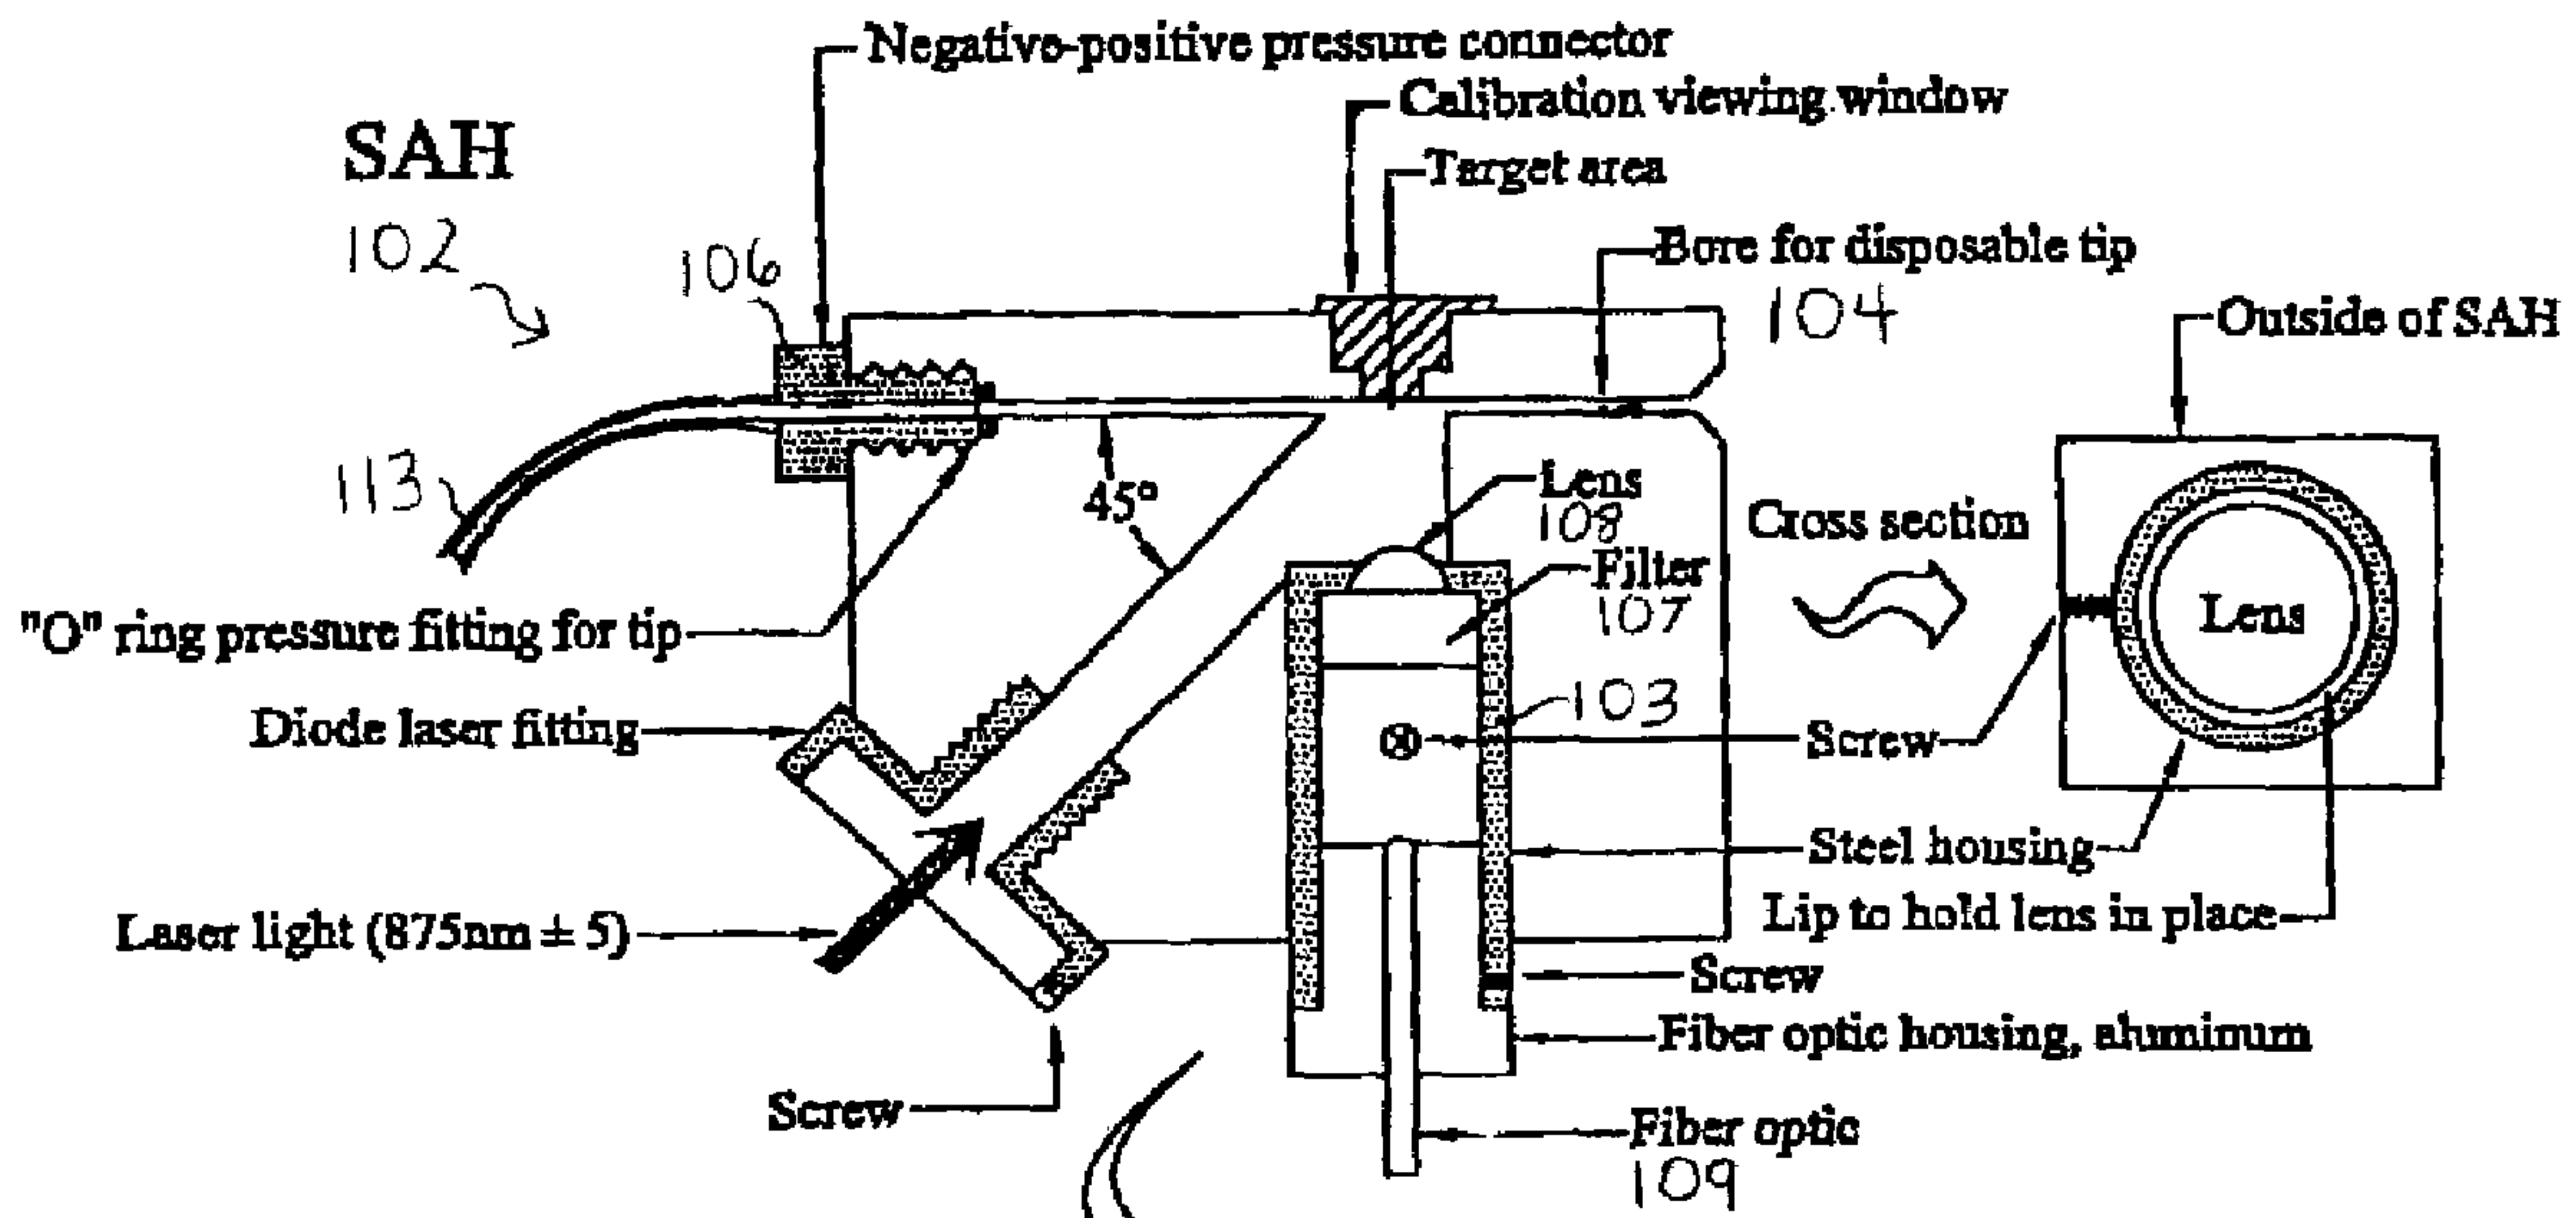 Negative-positive pressure connector
Calibration viewing window
Target area
SAH
102
106
Bore for disposable tip
104
Outside of SAH
113
45°
Lens
108
Filter
107
Cross section
Lens
"O" ring pressure fitting for tip
103
Diode laser fitting
Screw
Steel housing
Laser light (875nm ± 5)
Lip to hold lens in place
Screw
Fiber optic housing, aluminum
Screw
Fiber optic
109